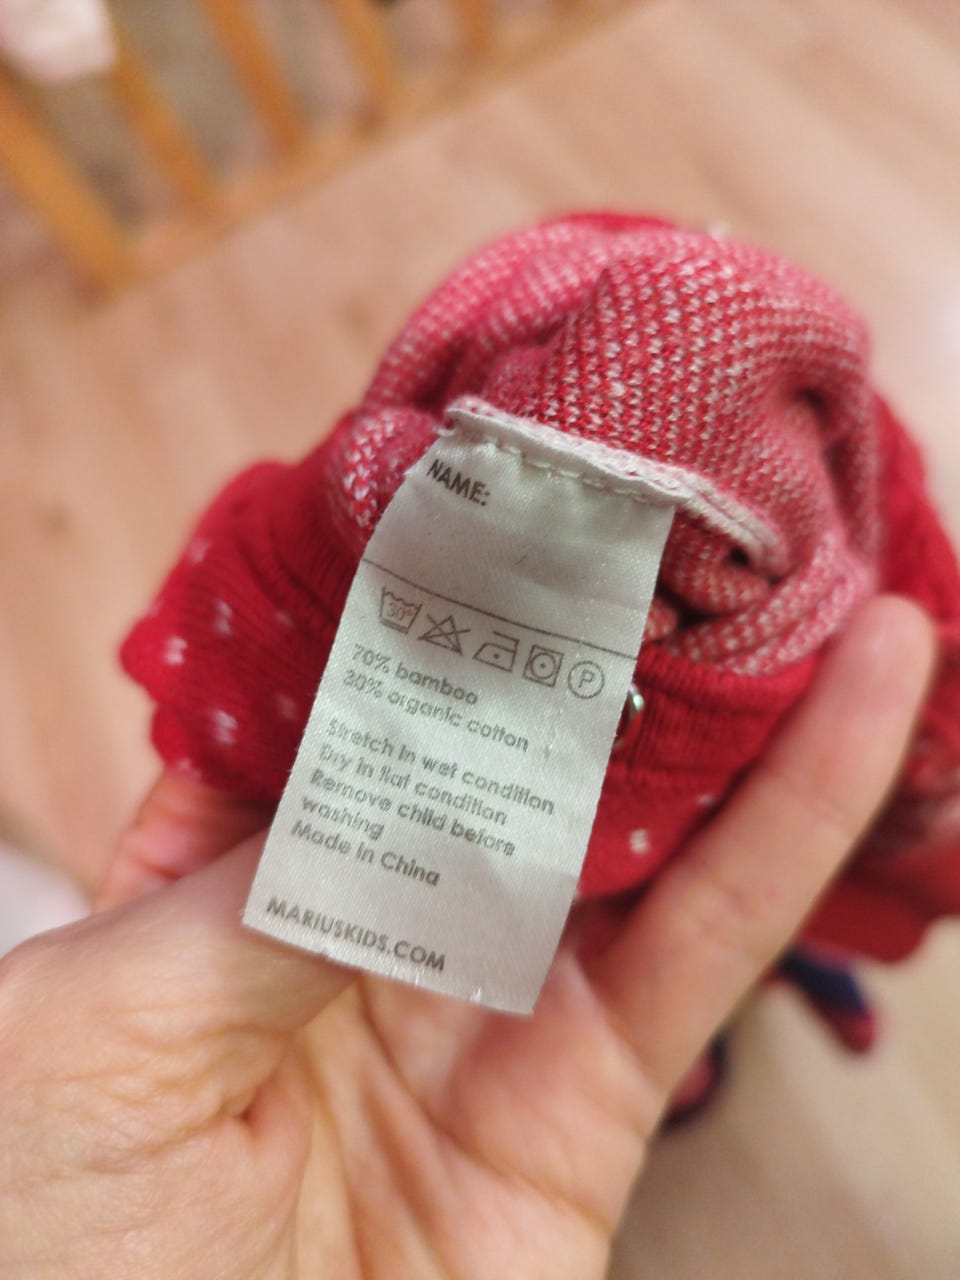 NAME:
30°
P
70% bamboo
30% organic cotton
Stretch in wet condition
Dry in flat condition
Remove child before
washing
Made in China
MARIUSKIDS.COM